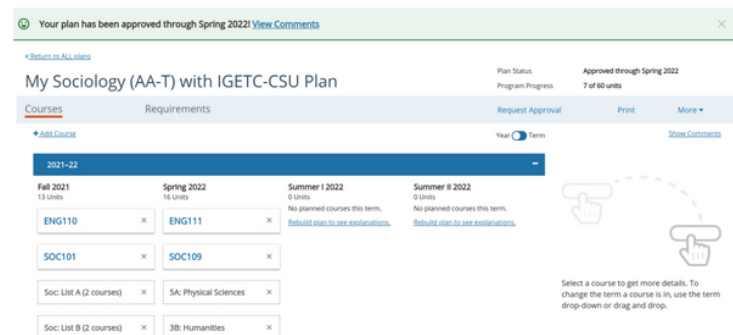 Your plan has been approved through Spring 2022! View Comments
< Return to ALL plans
My Sociology (AA-T) with IGETC-CSU Plan
Plan Status Approved through Spring 2022
Program Progress 7 of 60 units
Courses Requirements Request Approval Print More
+ Add Course Year Term Show Comments
2021–22
Fall 2021 Spring 2022 Summer I 2022 Summer II 2022
13 Units 16 Units 0 Units 0 Units
No planned courses this term. No planned courses this term.
ENG110 × ENG111 × Rebuild plan to see explanations. Rebuild plan to see explanations.
SOC101 × SOC109 ×
Select a course to get more details. To
change the term a course is in, use the term
drop-down or drag and drop.
Soc: List A (2 courses) × 5A: Physical Sciences ×
Soc: List B (2 courses) × 3B: Humanities ×